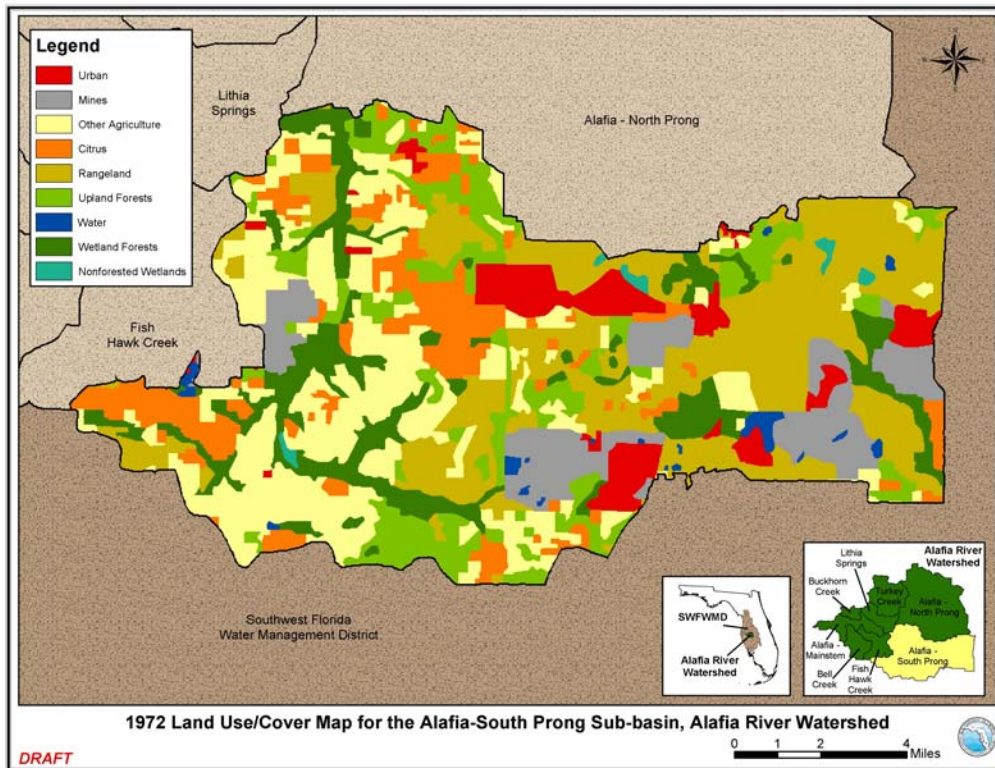 Legend
Urban
Mines
Other Agriculture
Citrus
Rangeland
Upland Forests
Water
Wetland Forests
Nonforested Wetlands
Lithia
Springs
Alafia - North Prong
Fish
Hawk Creek
Southwest Florida
Water Management District
SWFWMD
Alafia River
Watershed
Alafia River
Watershed
Lithia
Springs
Buckhorn
Creek
Turkey
Creek
Alafia -
North Prong
Alafia -
Mainstem
Bell
Creek
Fish
Hawk
Creek
Alafia -
South Prong
1972 Land Use/Cover Map for the Alafia-South Prong Sub-basin, Alafia River Watershed
DRAFT
0 1 2 4
Miles